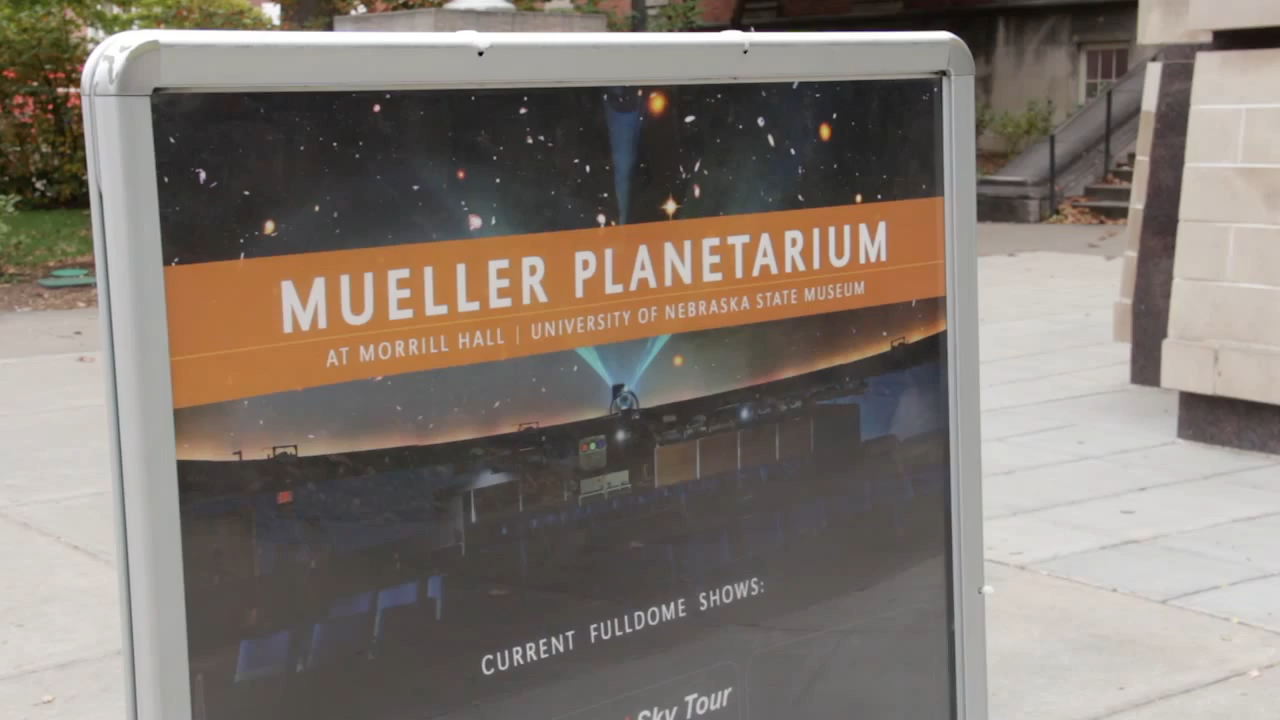 MUELLER PLANETARIUM
AT MORRILL HALL | UNIVERSITY OF NEBRASKA STATE MUSEUM
CURRENT FULLDOME SHOWS:
Sky Tour